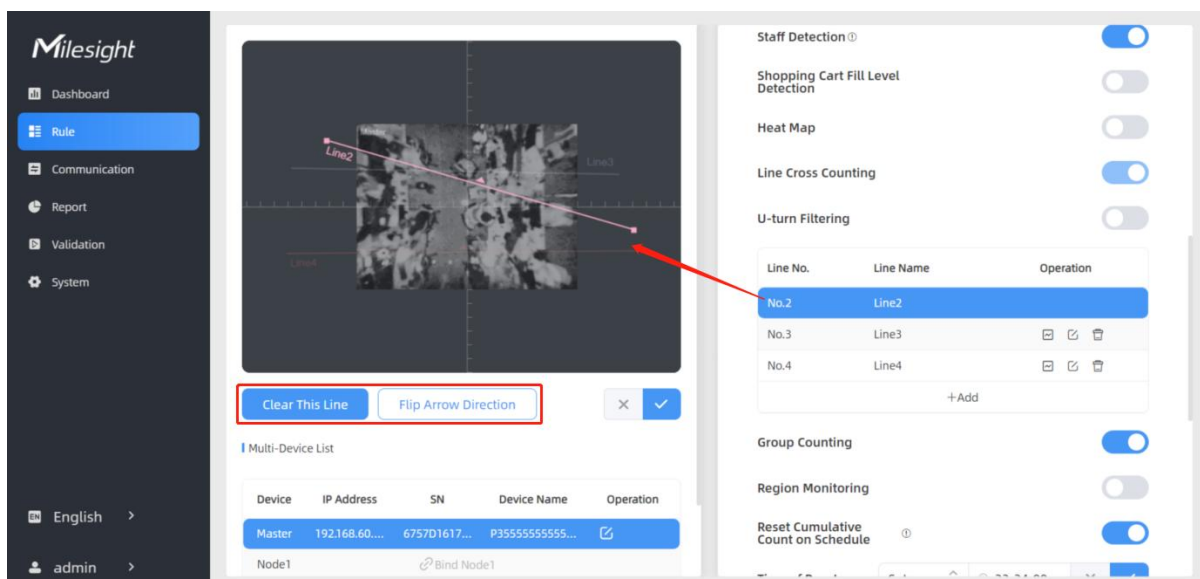 Milesight
Dashboard
Rule
Communication
Report
Validation
System
EN English >
admin >
Line2
Line3
Line4
Clear This Line
Flip Arrow Direction
Multi-Device List
Device IP Address SN Device Name Operation
Master 192.168.60.... 6757D1617... P35555555555...
Node1 Bind Node1
Staff Detection
Shopping Cart Fill Level
Detection
Heat Map
Line Cross Counting
U-turn Filtering
Line No. Line Name Operation
No.2 Line2
No.3 Line3
No.4 Line4
+Add
Group Counting
Region Monitoring
Reset Cumulative
Count on Schedule